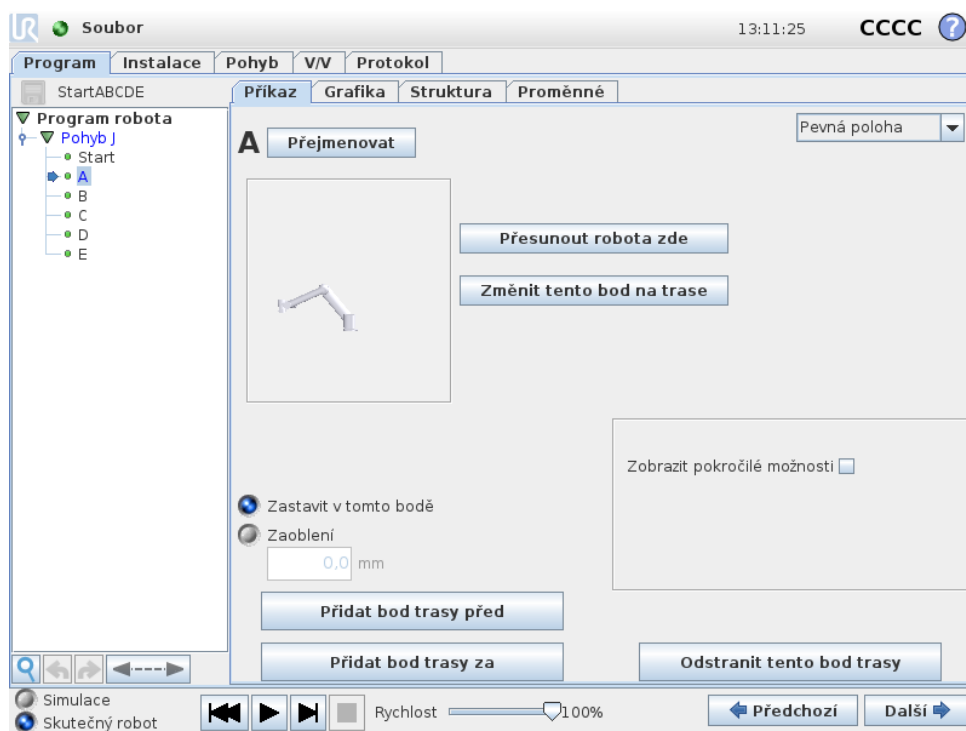 UR Soubor 13:11:25 CCCC ?
Program Instalace Pohyb V/V Protokol
StartABCDE Příkaz Grafika Struktura Proměnné
Program robota
Pohyb J
Start
A
B
C
D
E
A Přejmenovat Pevná poloha
Přesunout robota zde
Změnit tento bod na trase
Zobrazit pokročilé možnosti
Zastavit v tomto bodě
Zaoblení
0,0 mm
Přidat bod trasy před
Přidat bod trasy za Odstranit tento bod trasy
Simulace
Skutečný robot
Rychlost 100% Předchozí Další